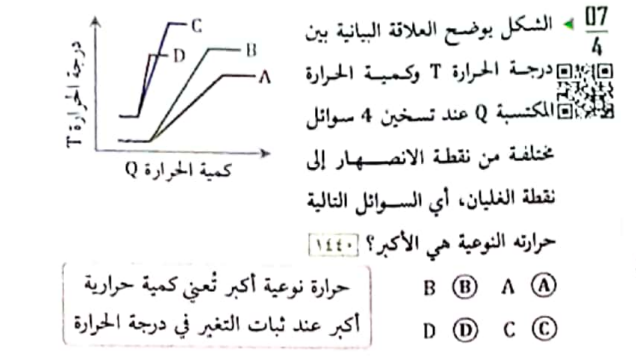 07
4
الشكل يوضح العلاقة البيانية بين
درجة الحرارة T وكمية الحرارة
المكتسبة Q عند تسخين 4 سوائل
مختلفة من نقطة الانصهار إلى
نقطة الغليان، أي السوائل التالية
حرارته النوعية هي الأكبر؟ ١٤٤٠
A A B B
C C D D
درجة الحرارة T
C
D
B
A
كمية الحرارة Q
حرارة نوعية أكبر تُعني كمية حرارية
أكبر عند ثبات التغير في درجة الحرارة